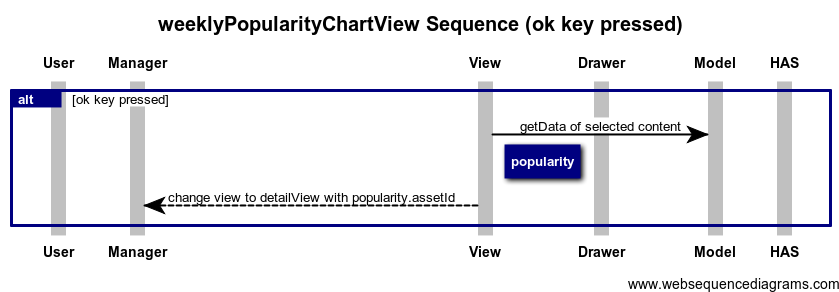 weeklyPopularityChartView Sequence (ok key pressed)
User Manager View Drawer Model HAS
alt [ok key pressed]
getData of selected content
popularity
change view to detailView with popularity.assetId
User Manager View Drawer Model HAS
www.websequencediagrams.com